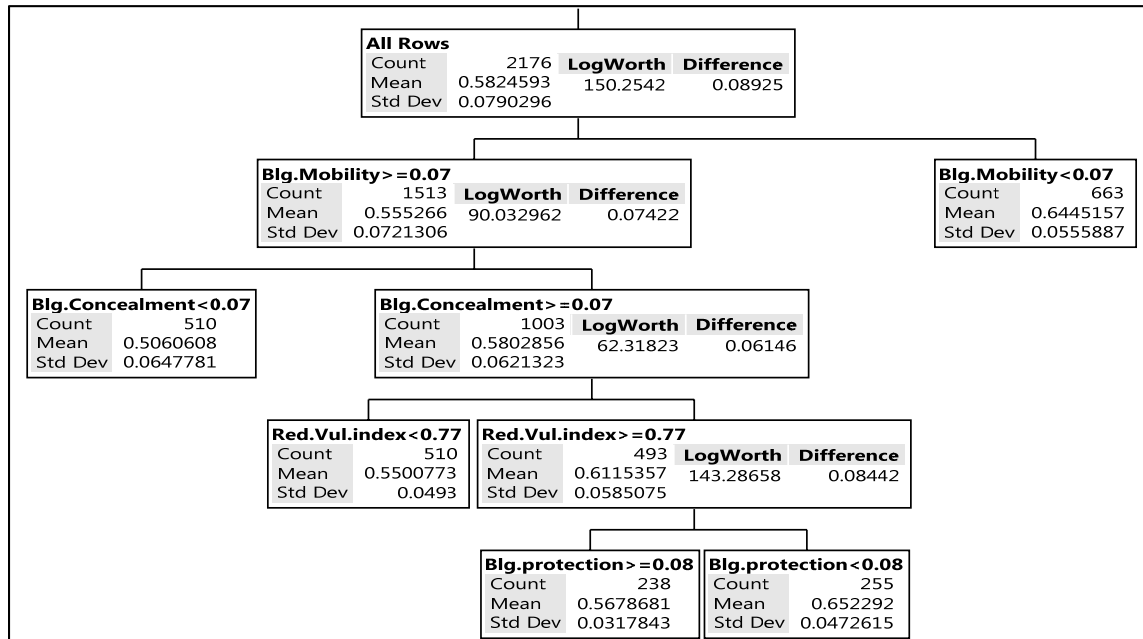 All Rows
Count 2176 LogWorth Difference
Mean 0.5824593 150.2542 0.08925
Std Dev 0.0790296
Blg.Mobility>=0.07
Count 1513 LogWorth Difference
Mean 0.555266 90.032962 0.07422
Std Dev 0.0721306
Blg.Mobility<0.07
Count 663
Mean 0.6445157
Std Dev 0.0555887
Blg.Concealment<0.07
Count 510
Mean 0.5060608
Std Dev 0.0647781
Blg.Concealment>=0.07
Count 1003 LogWorth Difference
Mean 0.5802856 62.31823 0.06146
Std Dev 0.0621323
Red.Vul.index<0.77
Count 510
Mean 0.5500773
Std Dev 0.0493
Red.Vul.index>=0.77
Count 493 LogWorth Difference
Mean 0.6115357 143.28658 0.08442
Std Dev 0.0585075
Blg.protection>=0.08
Count 238
Mean 0.5678681
Std Dev 0.0317843
Blg.protection<0.08
Count 255
Mean 0.652292
Std Dev 0.0472615